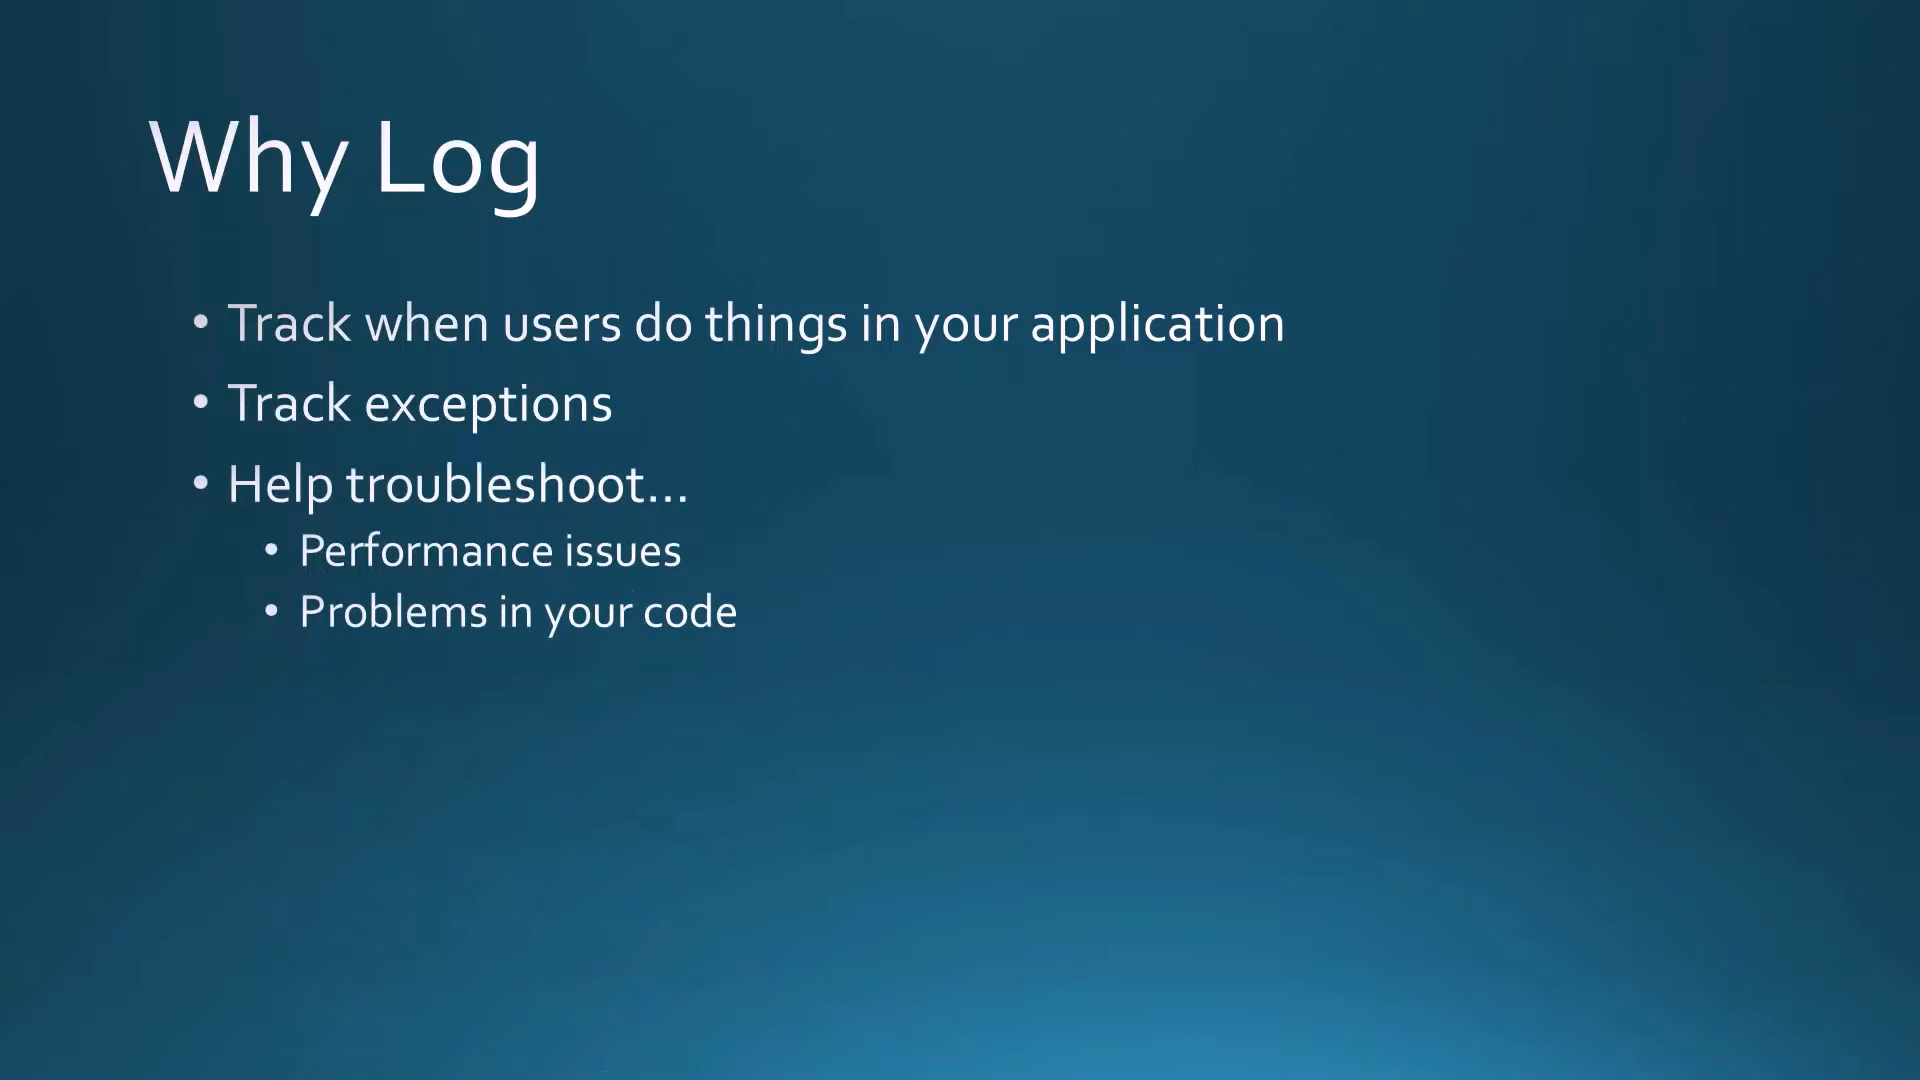 Why Log
• Track when users do things in your application
• Track exceptions
• Help troubleshoot...
• Performance issues
• Problems in your code